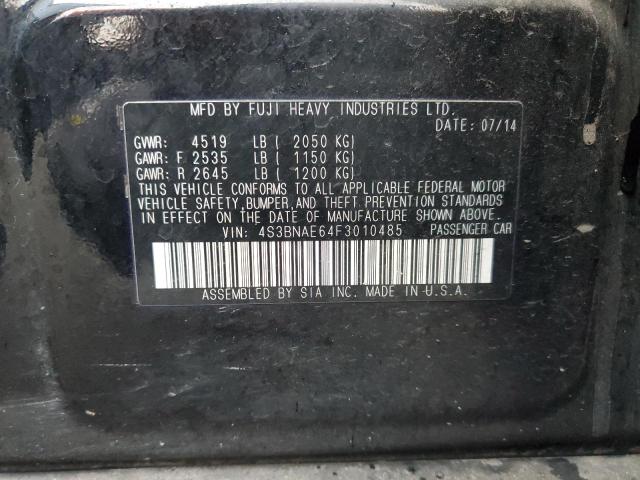 MFD BY FUJI HEAVY INDUSTRIES LTD.
DATE: 07/14
GVWR: 4519 LB ( 2050 KG)
GAWR: F 2535 LB ( 1150 KG)
GAWR: R 2645 LB ( 1200 KG)
THIS VEHICLE CONFORMS TO ALL APPLICABLE FEDERAL MOTOR
VEHICLE SAFETY, BUMPER, AND THEFT PREVENTION STANDARDS
IN EFFECT ON THE DATE OF MANUFACTURE SHOWN ABOVE.
VIN: 4S3BNAE64F3010485 PASSENGER CAR
ASSEMBLED BY SIA INC. MADE IN U.S.A.